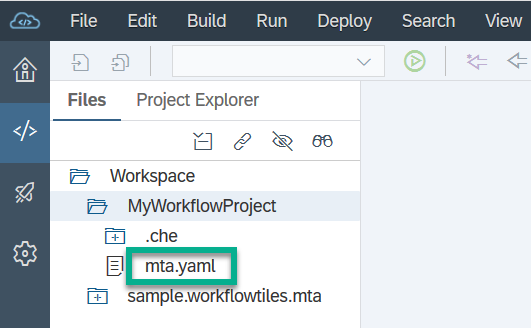 File Edit Build Run Deploy Search View
Files Project Explorer
Workspace
MyWorkflowProject
.che
mta.yaml
sample.workflowtiles.mta